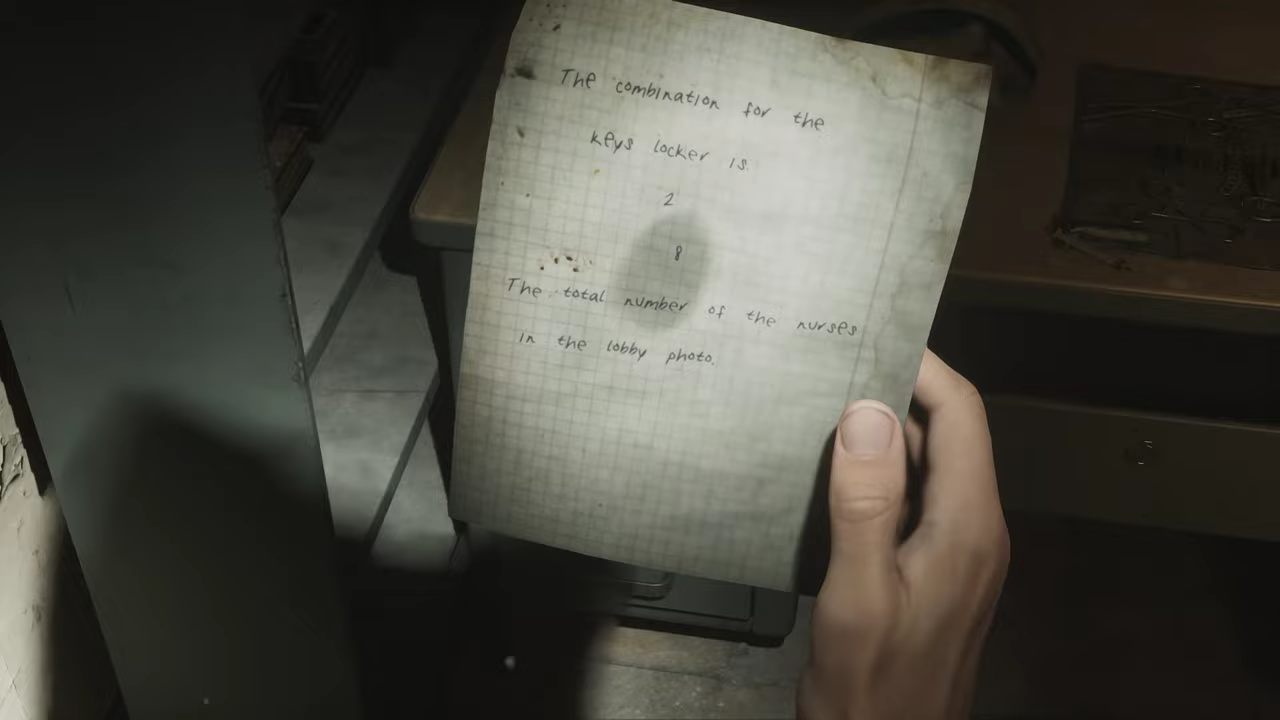 The combination for the
keys locker is.
2
8
The total number of the nurses
in the lobby photo.